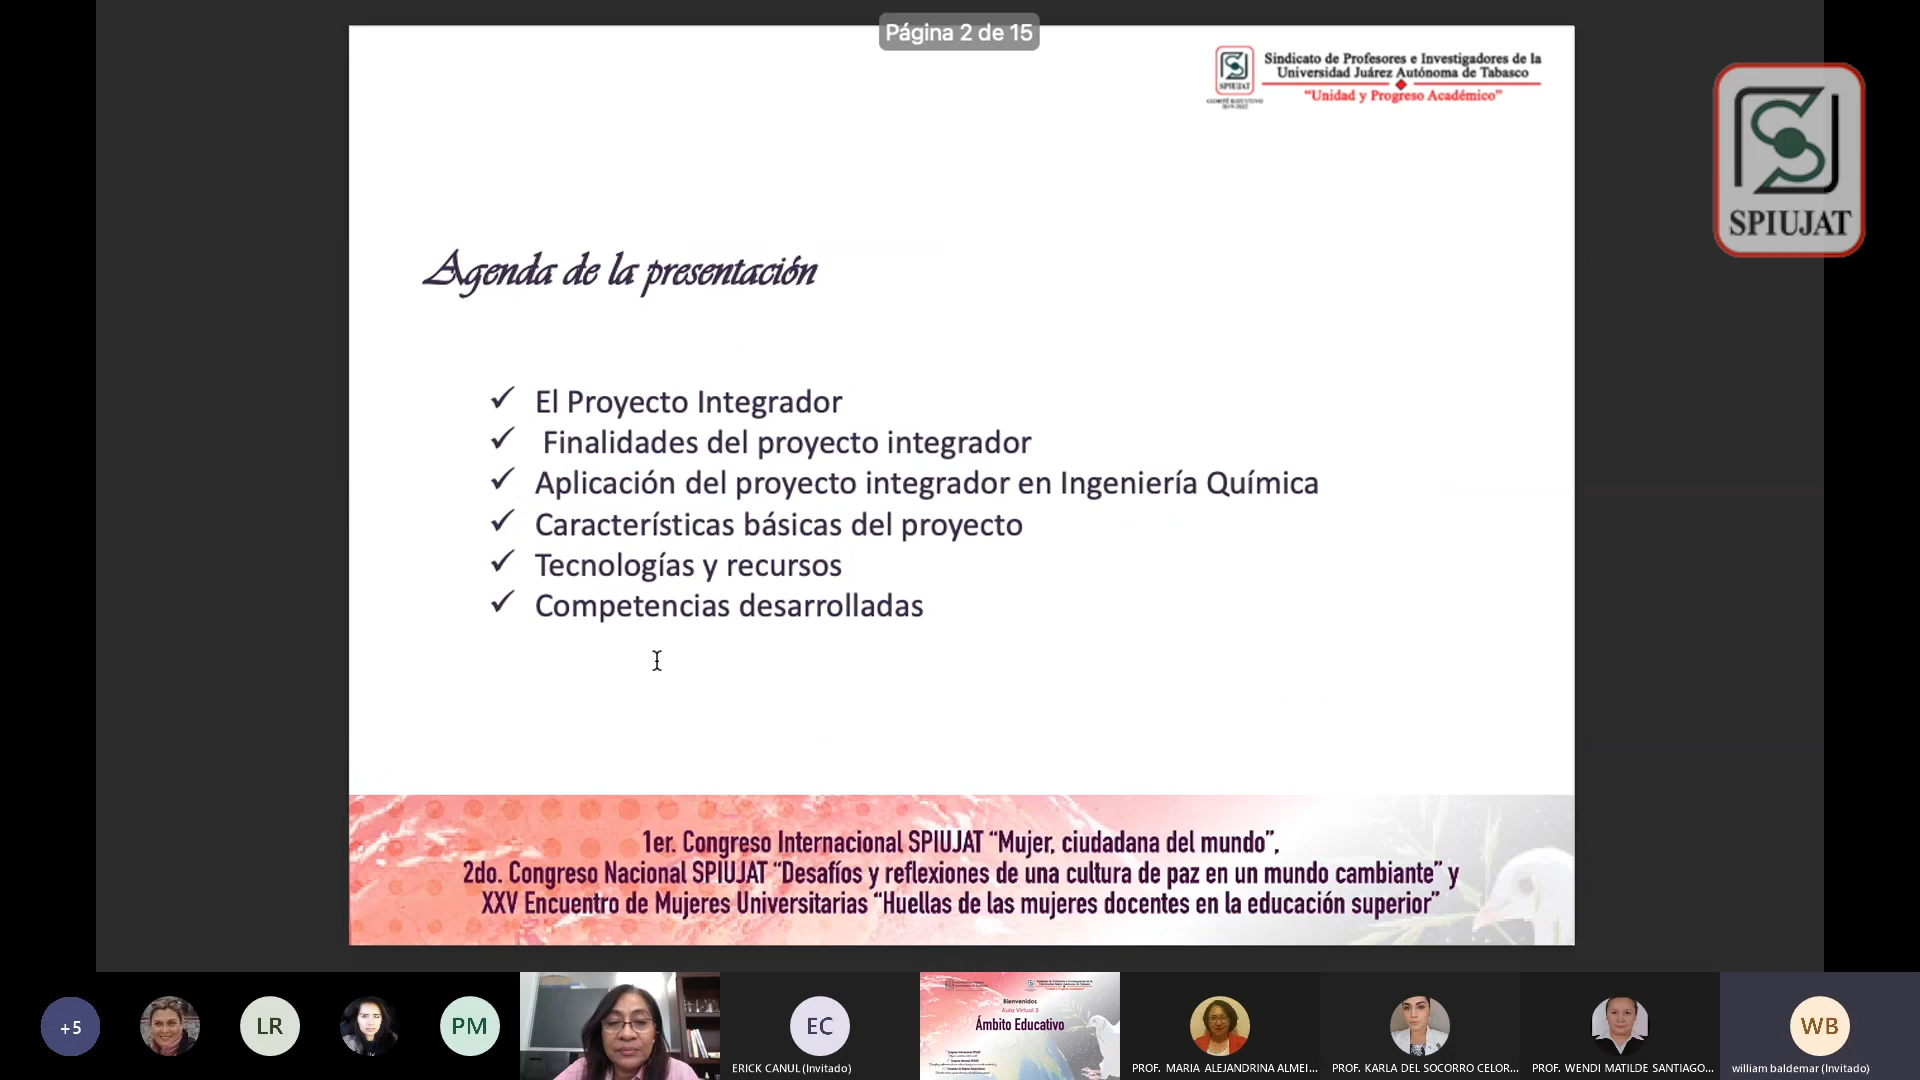 Página 2 de 15
SPIUJAT
COMITÉ EJECUTIVO
2019-2022
Sindicato de Profesores e Investigadores de la
Universidad Juárez Autónoma de Tabasco
“Unidad y Progreso Académico”
SPIUJAT
Agenda de la presentación
✓ El Proyecto Integrador
✓ Finalidades del proyecto integrador
✓ Aplicación del proyecto integrador en Ingeniería Química
✓ Características básicas del proyecto
✓ Tecnologías y recursos
✓ Competencias desarrolladas
1er. Congreso Internacional SPIUJAT “Mujer, ciudadana del mundo”,
2do. Congreso Nacional SPIUJAT “Desafíos y reflexiones de una cultura de paz en un mundo cambiante” y
XXV Encuentro de Mujeres Universitarias “Huellas de las mujeres docentes en la educación superior”
+5
LR
PM
EC
ERICK CANUL (Invitado)
Bienvenidos
Aula Virtual 3
Ámbito Educativo
PROF. MARIA ALEJANDRINA ALMEI...
PROF. KARLA DEL SOCORRO CELOR...
PROF. WENDI MATILDE SANTIAGO...
WB
william baldemar (Invitado)